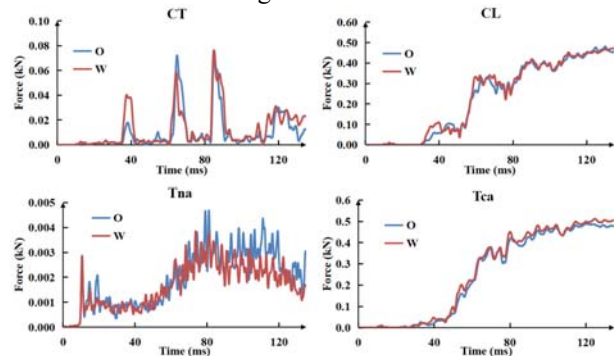 CT
0.10
0.08
0.06
0.04
0.02
0.00
0 40 80 120
Force (kN)
Time (ms)
O
W
CL
0.60
0.50
0.40
0.30
0.20
0.10
0.00
0 40 80 120
Force (kN)
Time (ms)
O
W
Tna
0.005
0.004
0.003
0.002
0.001
0.000
0 40 80 120
Force (kN)
Time (ms)
O
W
Tca
0.6
0.5
0.4
0.3
0.2
0.1
0.0
0 40 80 120
Force (kN)
Time (ms)
O
W